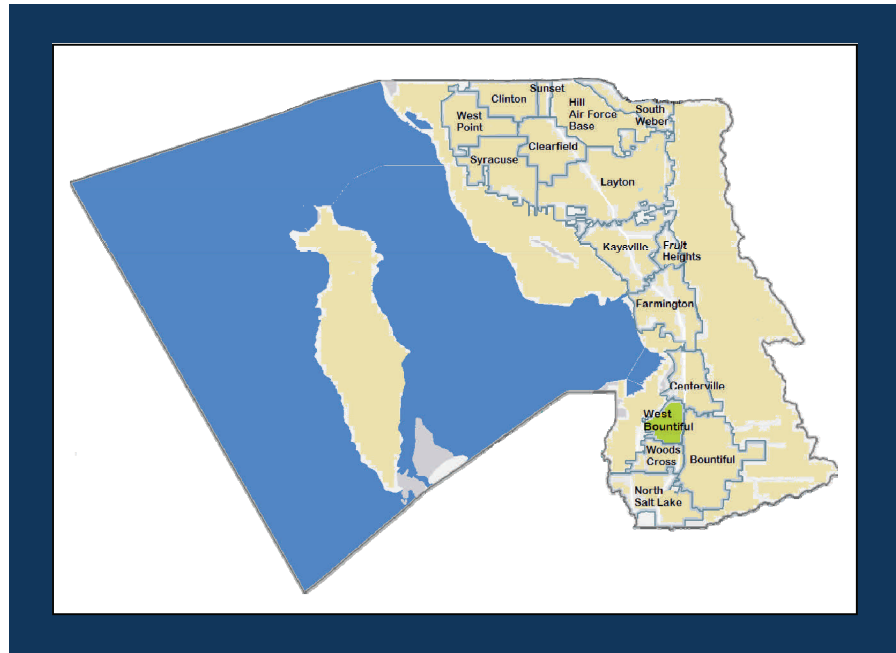 Sunset
Clinton
Hill
Air Force
Base
South
Weber
West
Point
Clearfield
Syracuse
Layton
Kaysville
Fruit
Heights
Farmington
Centerville
West
Bountiful
Woods
Cross
Bountiful
North
Salt Lake